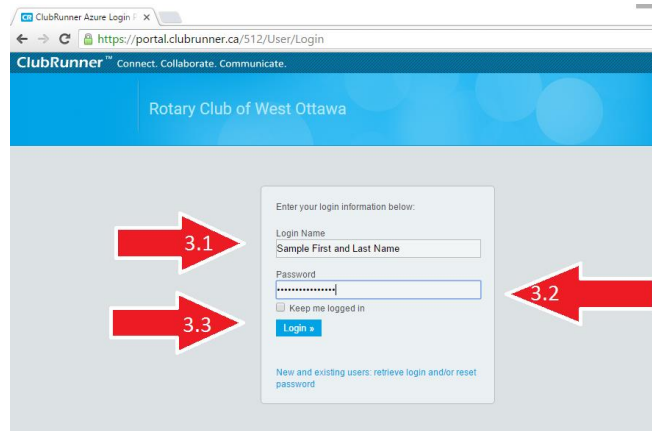 ClubRunner Azure Login P
https://portal.clubrunner.ca/512/User/Login
ClubRunner™ Connect. Collaborate. Communicate.
Rotary Club of West Ottawa
Enter your login information below:
Login Name
3.1
Sample First and Last Name
Password
3.2
Keep me logged in
3.3
Login »
New and existing users: retrieve login and/or reset
password